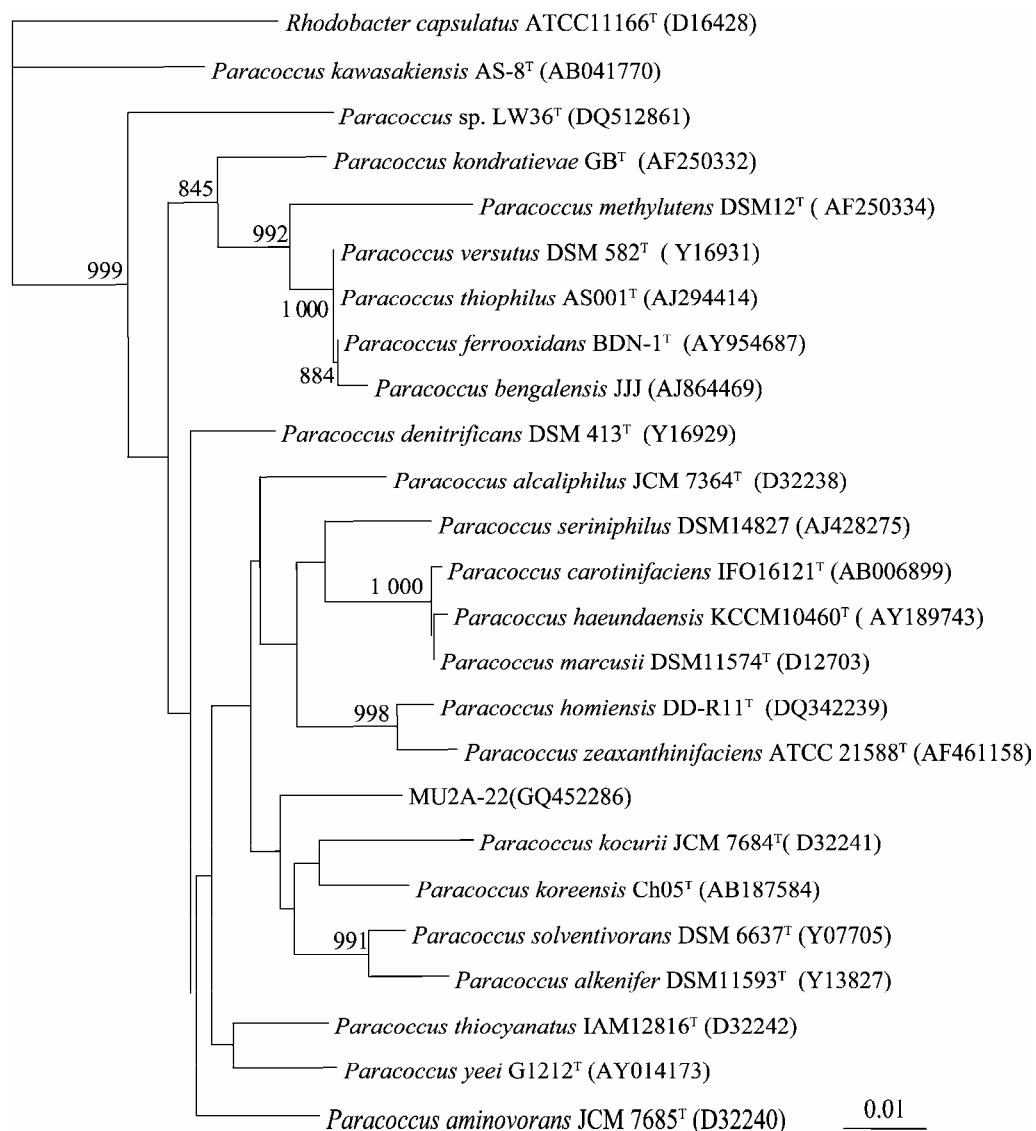 Rhodobacter capsulatus ATCC11166ᵀ (D16428)
Paracoccus kawasakiensis AS-8ᵀ (AB041770)
Paracoccus sp. LW36ᵀ (DQ512861)
Paracoccus kondratievae GBᵀ (AF250332)
845
Paracoccus methylutens DSM12ᵀ ( AF250334)
992
Paracoccus versutus DSM 582ᵀ ( Y16931)
999
Paracoccus thiophilus AS001ᵀ (AJ294414)
1 000
Paracoccus ferrooxidans BDN-1ᵀ (AY954687)
884
Paracoccus bengalensis JJJ (AJ864469)
Paracoccus denitrificans DSM 413ᵀ (Y16929)
Paracoccus alcaliphilus JCM 7364ᵀ (D32238)
Paracoccus seriniphilus DSM14827 (AJ428275)
1 000
Paracoccus carotinifaciens IFO16121ᵀ (AB006899)
Paracoccus haeundaensis KCCM10460ᵀ ( AY189743)
Paracoccus marcusii DSM11574ᵀ (D12703)
998
Paracoccus homiensis DD-R11ᵀ (DQ342239)
Paracoccus zeaxanthinifaciens ATCC 21588ᵀ (AF461158)
MU2A-22(GQ452286)
Paracoccus kocurii JCM 7684ᵀ( D32241)
Paracoccus koreensis Ch05ᵀ (AB187584)
991
Paracoccus solventivorans DSM 6637ᵀ (Y07705)
Paracoccus alkenifer DSM11593ᵀ (Y13827)
Paracoccus thiocyanatus IAM12816ᵀ (D32242)
Paracoccus yeei G1212ᵀ (AY014173)
Paracoccus aminovorans JCM 7685ᵀ (D32240)
0.01